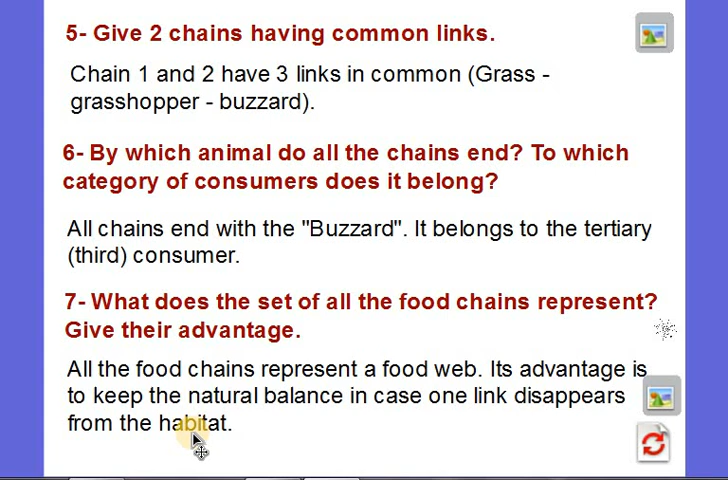 5- Give 2 chains having common links.
Chain 1 and 2 have 3 links in common (Grass -
grasshopper - buzzard).
6- By which animal do all the chains end? To which
category of consumers does it belong?
All chains end with the "Buzzard". It belongs to the tertiary
(third) consumer.
7- What does the set of all the food chains represent?
Give their advantage.
All the food chains represent a food web. Its advantage is
to keep the natural balance in case one link disappears
from the habitat.